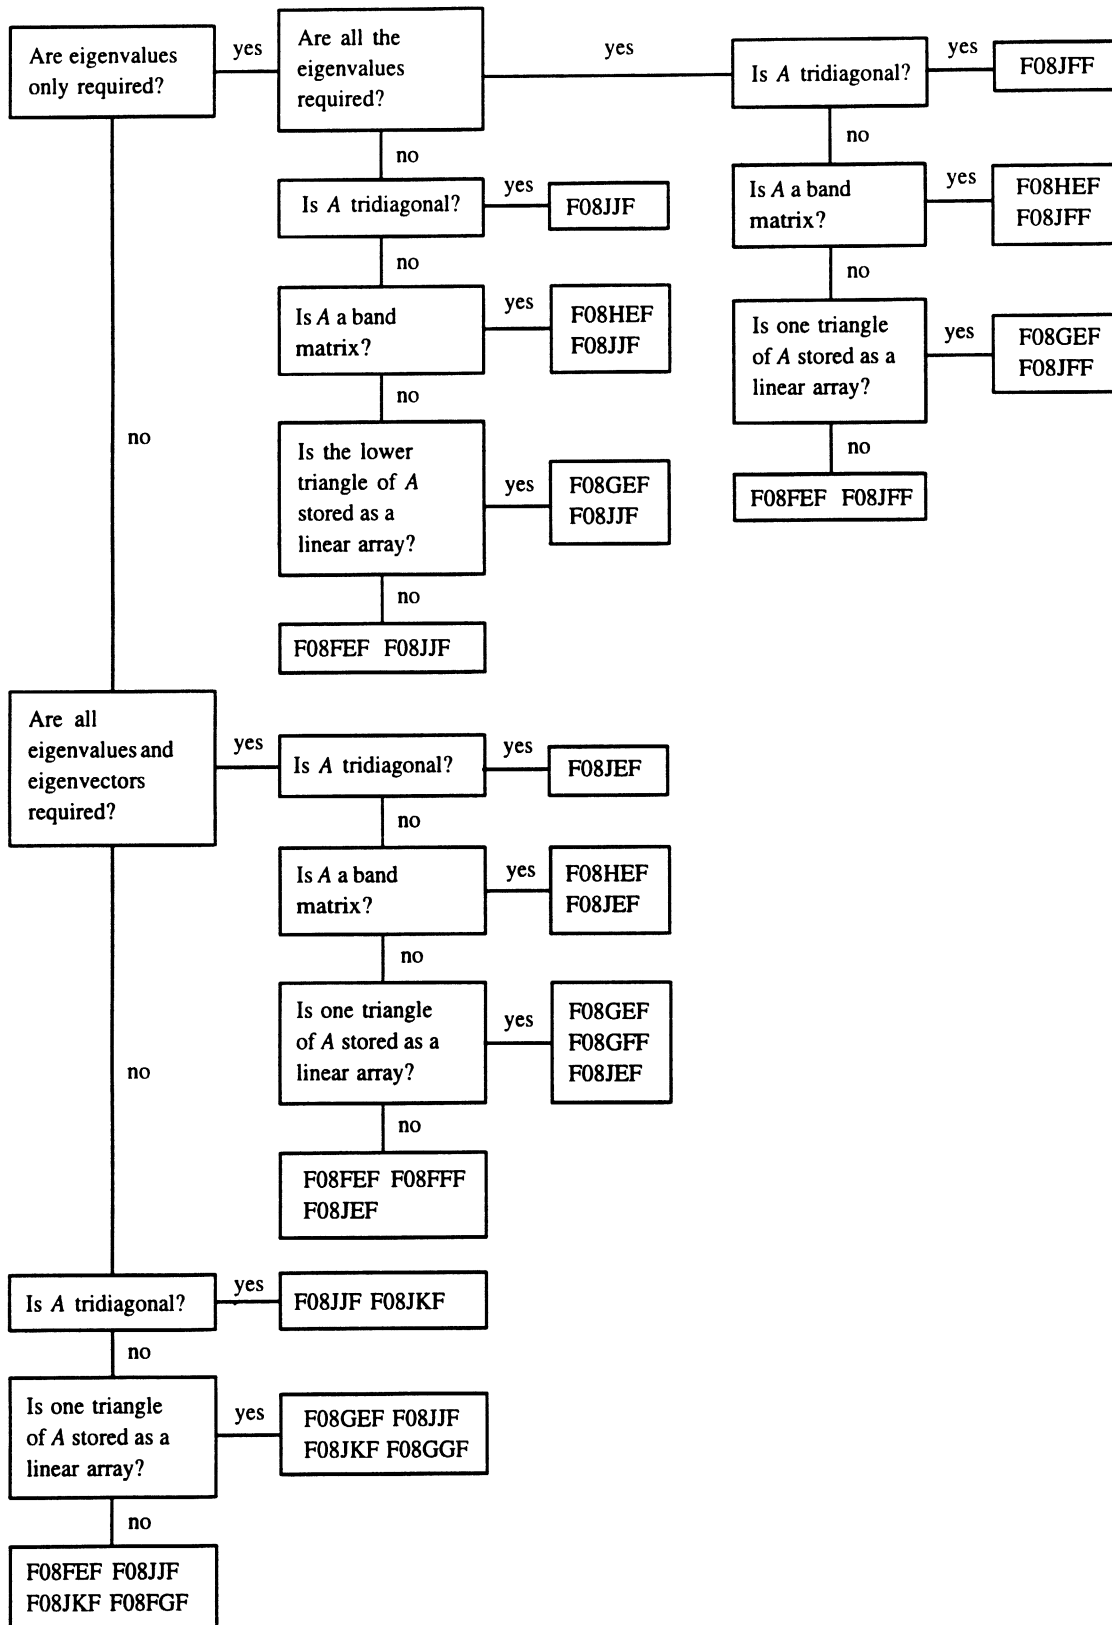 Are eigenvalues
only required?
yes
Are all the
eigenvalues
required?
yes
Is A tridiagonal?
yes
F08JFF
no
Is A a band
matrix?
yes
F08HEF
F08JFF
no
Is one triangle
of A stored as a
linear array?
yes
F08GEF
F08JFF
no
F08FEF F08JFF
no
Is A tridiagonal?
yes
F08JJF
no
Is A a band
matrix?
yes
F08HEF
F08JJF
no
Is the lower
triangle of A
stored as a
linear array?
yes
F08GEF
F08JJF
no
F08FEF F08JJF
no
Are all
eigenvalues and
eigenvectors
required?
yes
Is A tridiagonal?
yes
F08JEF
no
Is A a band
matrix?
yes
F08HEF
F08JEF
no
Is one triangle
of A stored as a
linear array?
yes
F08GEF
F08GFF
F08JEF
no
F08FEF F08FFF
F08JEF
no
Is A tridiagonal?
yes
F08JJF F08JKF
no
Is one triangle
of A stored as a
linear array?
yes
F08GEF F08JJF
F08JKF F08GGF
no
F08FEF F08JJF
F08JKF F08FGF